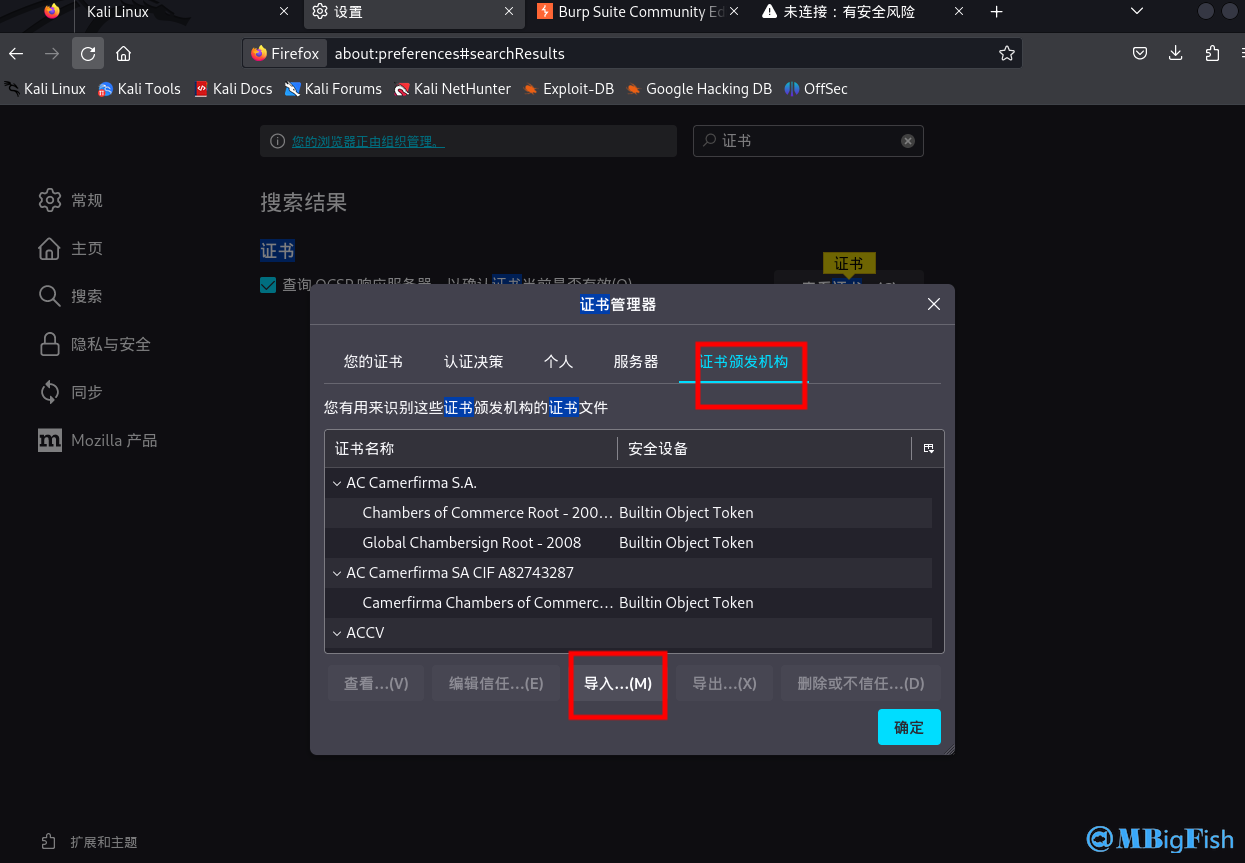 Kali Linux
设置
Burp Suite Community Ed
未连接：有安全风险
Firefox
about:preferences#searchResults
Kali Linux
Kali Tools
Kali Docs
Kali Forums
Kali NetHunter
Exploit-DB
Google Hacking DB
OffSec
您的浏览器正由组织管理。
证书
常规
搜索结果
主页
证书
证书
查询 OCSP 响应服务器，以确认证书当前是否有效(Q)
搜索
证书管理器
隐私与安全
您的证书
认证决策
个人
服务器
证书颁发机构
同步
您有用来识别这些证书颁发机构的证书文件
m Mozilla 产品
证书名称
安全设备
AC Camerfirma S.A.
Chambers of Commerce Root - 200… Builtin Object Token
Global Chambersign Root - 2008 Builtin Object Token
AC Camerfirma SA CIF A82743287
Camerfirma Chambers of Commerc… Builtin Object Token
ACCV
查看…(V)
编辑信任…(E)
导入…(M)
导出…(X)
删除或不信任…(D)
确定
扩展和主题
@MBigFish